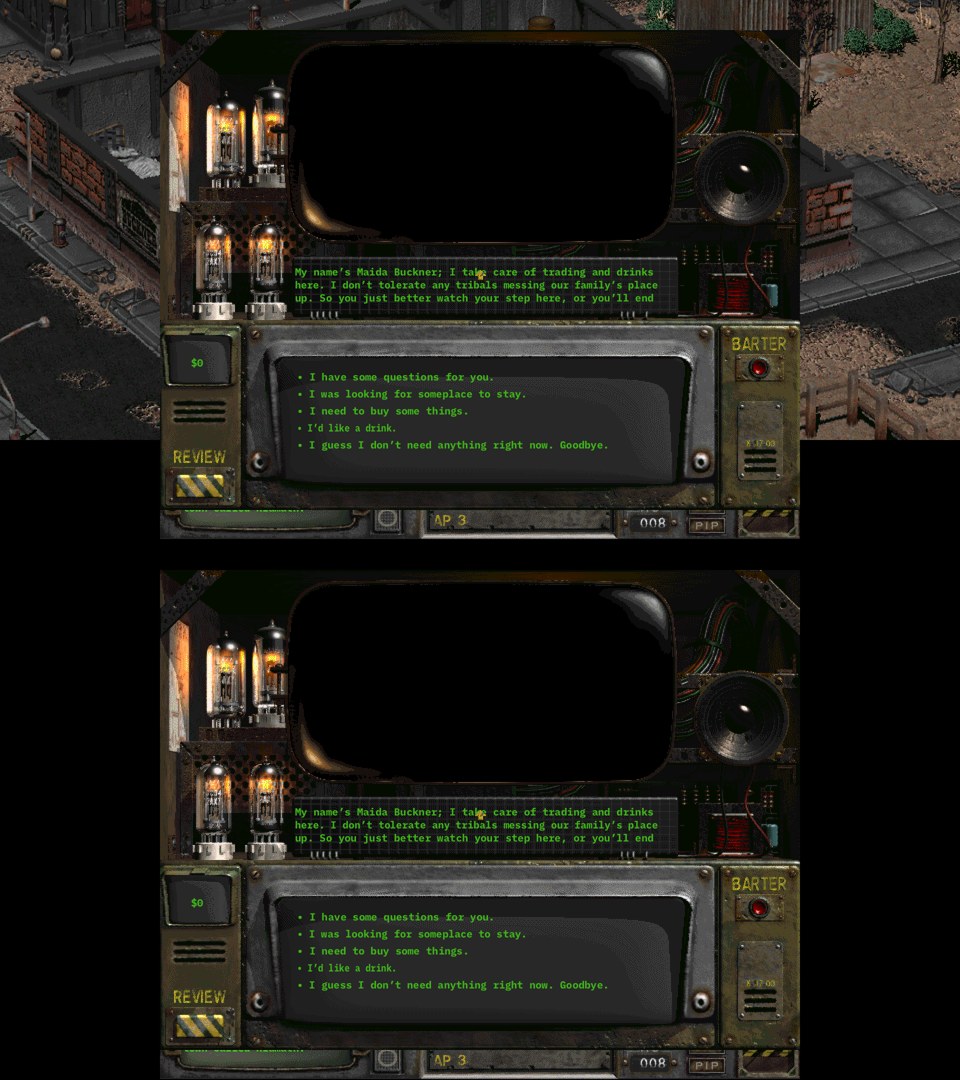 My name's Maida Buckner; I take care of trading and drinks
here. I don't tolerate any tribals messing our family's place
up. So you just better watch your step here, or you'll end
$0
BARTER
• I have some questions for you.
• I was looking for someplace to stay.
• I need to buy some things.
• I'd like a drink.
• I guess I don't need anything right now. Goodbye.
REVIEW
AP 3
008
PIP
My name's Maida Buckner; I take care of trading and drinks
here. I don't tolerate any tribals messing our family's place
up. So you just better watch your step here, or you'll end
$0
BARTER
• I have some questions for you.
• I was looking for someplace to stay.
• I need to buy some things.
• I'd like a drink.
• I guess I don't need anything right now. Goodbye.
REVIEW
AP 3
008
PIP